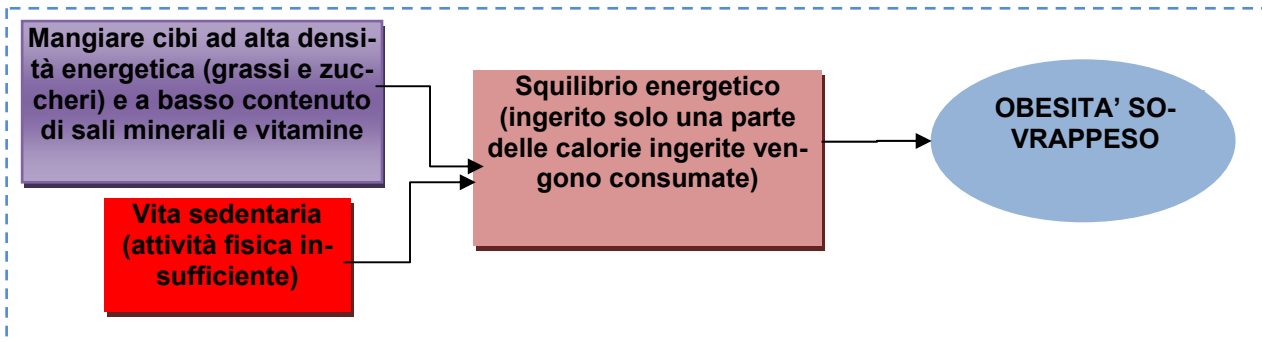 Mangiare cibi ad alta densi-
tà energetica (grassi e zuc-
cheri) e a basso contenuto
di sali minerali e vitamine
Vita sedentaria
(attività fisica in-
sufficiente)
Squilibrio energetico
(ingerito solo una parte
delle calorie ingerite ven-
gono consumate)
OBESITA’ SO-
VRAPPESO